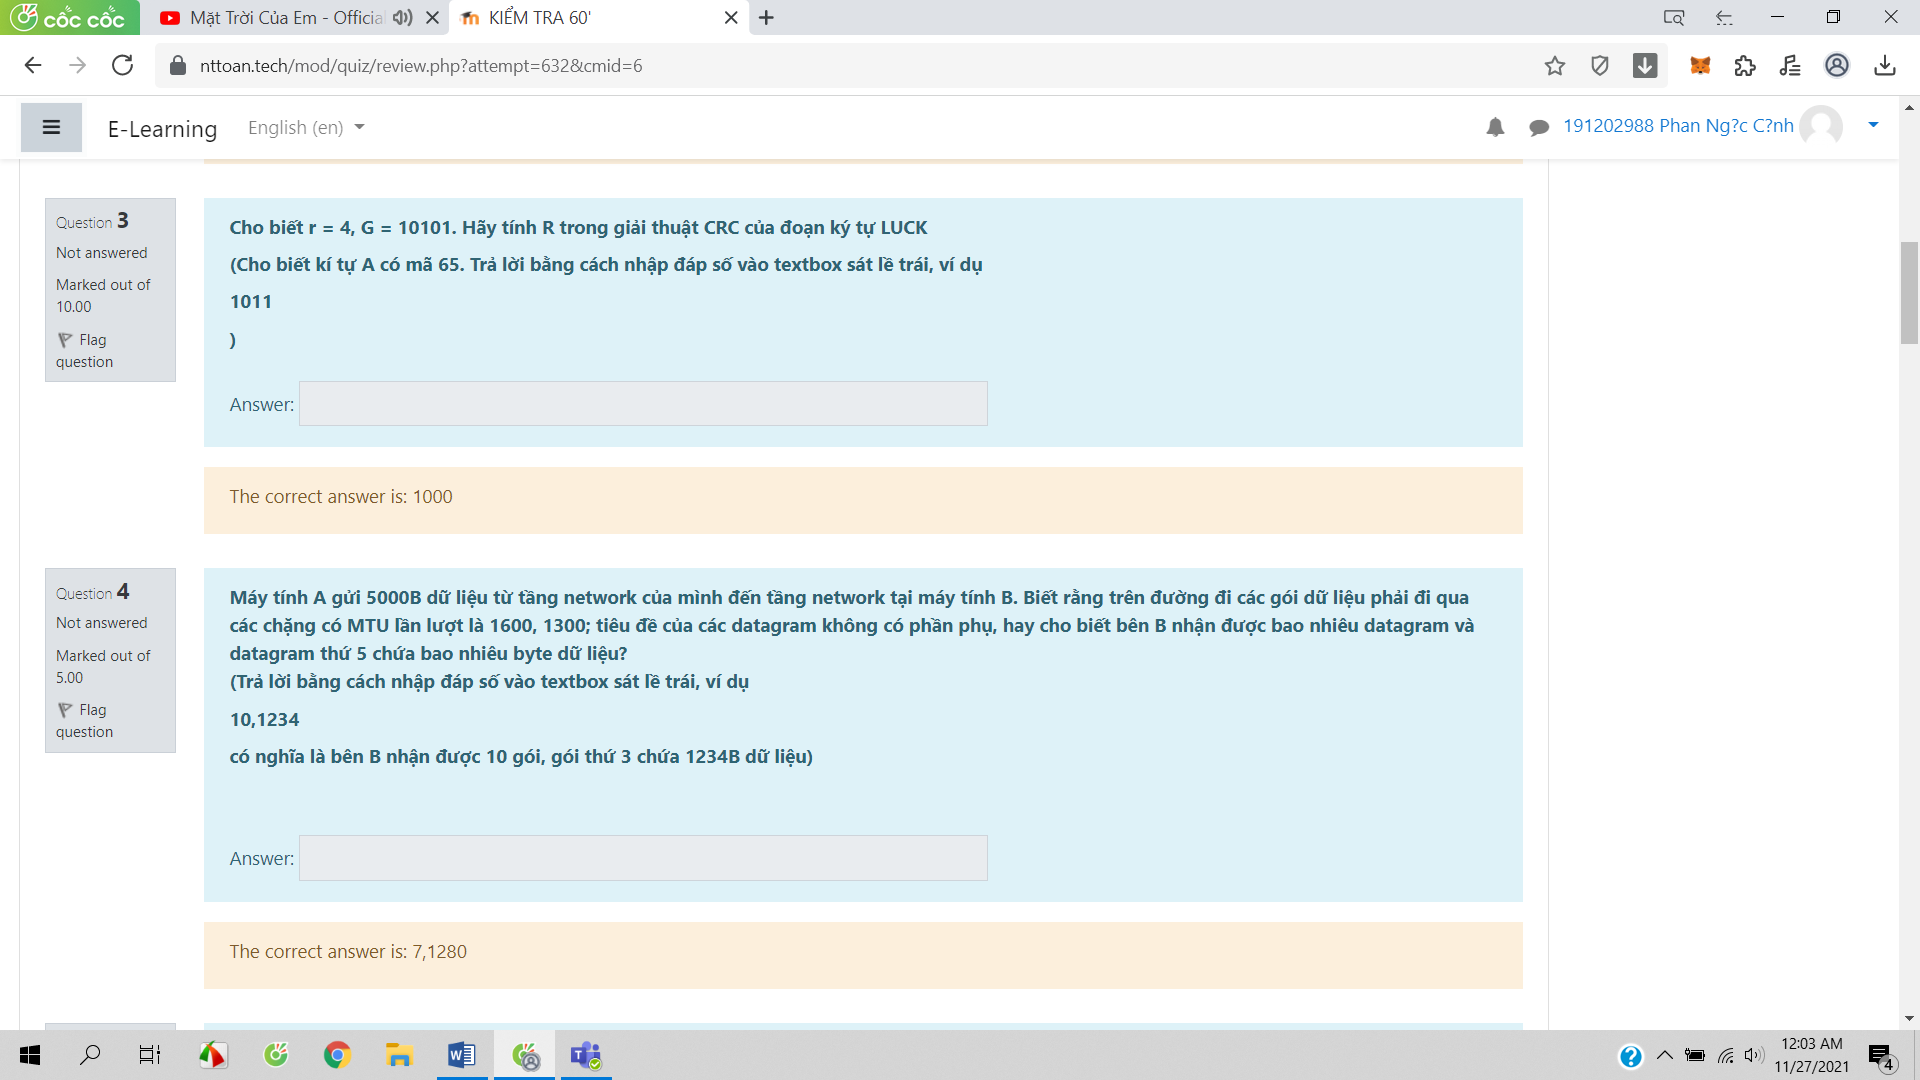 cốc cốc
Mặt Trời Của Em - Official
KIỂM TRA 60'
nttoan.tech/mod/quiz/review.php?attempt=632&cmid=6
E-Learning
English (en)
191202988 Phan Ng?c C?nh
Question 3
Not answered
Marked out of
10.00
Flag
question
Cho biết r = 4, G = 10101. Hãy tính R trong giải thuật CRC của đoạn ký tự LUCK
(Cho biết kí tự A có mã 65. Trả lời bằng cách nhập đáp số vào textbox sát lề trái, ví dụ
1011
)
Answer:
The correct answer is: 1000
Question 4
Not answered
Marked out of
5.00
Flag
question
Máy tính A gửi 5000B dữ liệu từ tầng network của mình đến tầng network tại máy tính B. Biết rằng trên đường đi các gói dữ liệu phải đi qua
các chặng có MTU lần lượt là 1600, 1300; tiêu đề của các datagram không có phần phụ, hay cho biết bên B nhận được bao nhiêu datagram và
datagram thứ 5 chứa bao nhiêu byte dữ liệu?
(Trả lời bằng cách nhập đáp số vào textbox sát lề trái, ví dụ
10,1234
có nghĩa là bên B nhận được 10 gói, gói thứ 3 chứa 1234B dữ liệu)
Answer:
The correct answer is: 7,1280
12:03 AM
11/27/2021
4